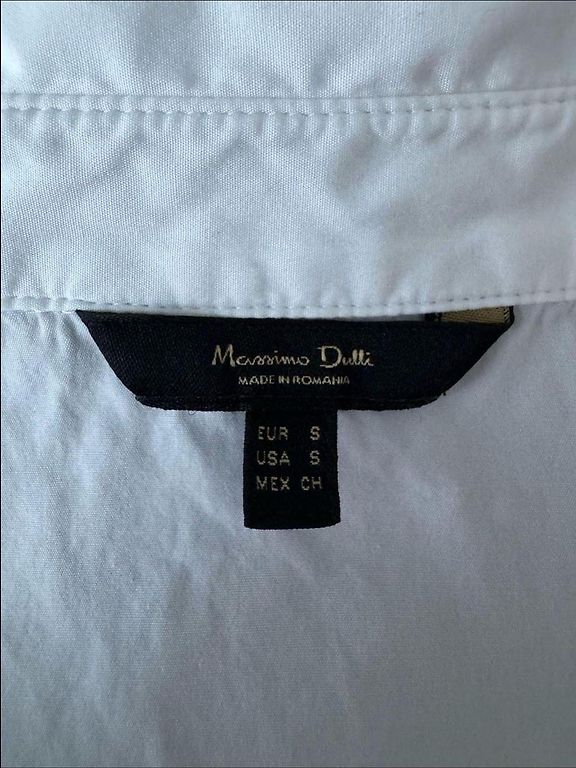 Massimo Dutti
MADE IN ROMANIA
EUR S
USA S
MEX CH